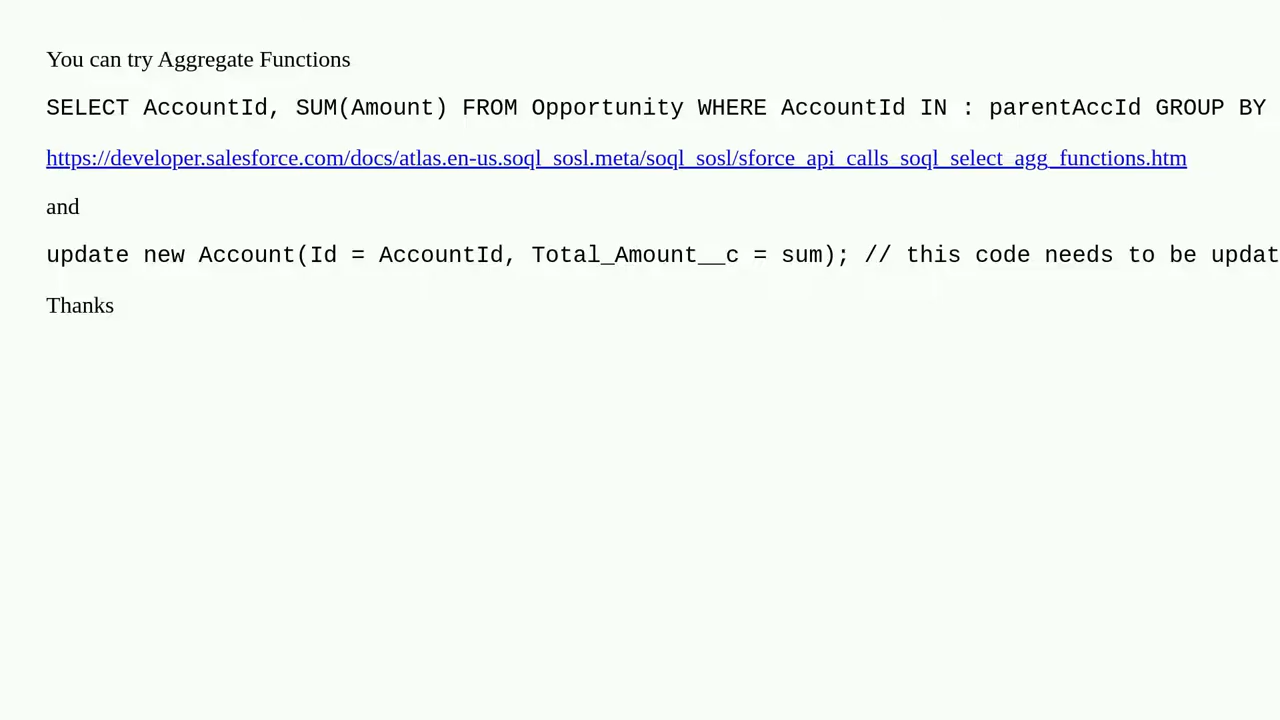 You can try Aggregate Functions
SELECT AccountId, SUM(Amount) FROM Opportunity WHERE AccountId IN : parentAccId GROUP BY
https://developer.salesforce.com/docs/atlas.en-us.soql_sosl.meta/soql_sosl/sforce_api_calls_soql_select_agg_functions.htm
and
update new Account(Id = AccountId, Total_Amount__c = sum); // this code needs to be updat
Thanks